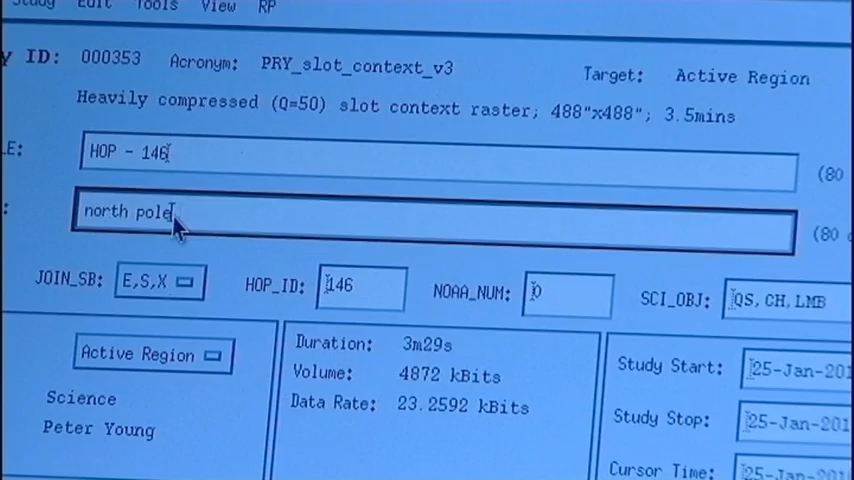 Study Edit Tools View RP
Y ID: 000353 Acronym: PRY_slot_context_v3 Target: Active Region
Heavily compressed (Q=50) slot context raster; 488"x488"; 3.5mins
LE: HOP - 146 (80
: north pole (80
JOIN_SB: E,S,X HOP_ID: 146 NOAA_NUM: 0 SCI_OBJ: QS, CH, LMB
Active Region Duration: 3m29s Study Start: 25-Jan-201
Science Volume: 4872 kBits Study Stop: 25-Jan-201
Peter Young Data Rate: 23.2592 kBits Cursor Time: 25-Jan-201